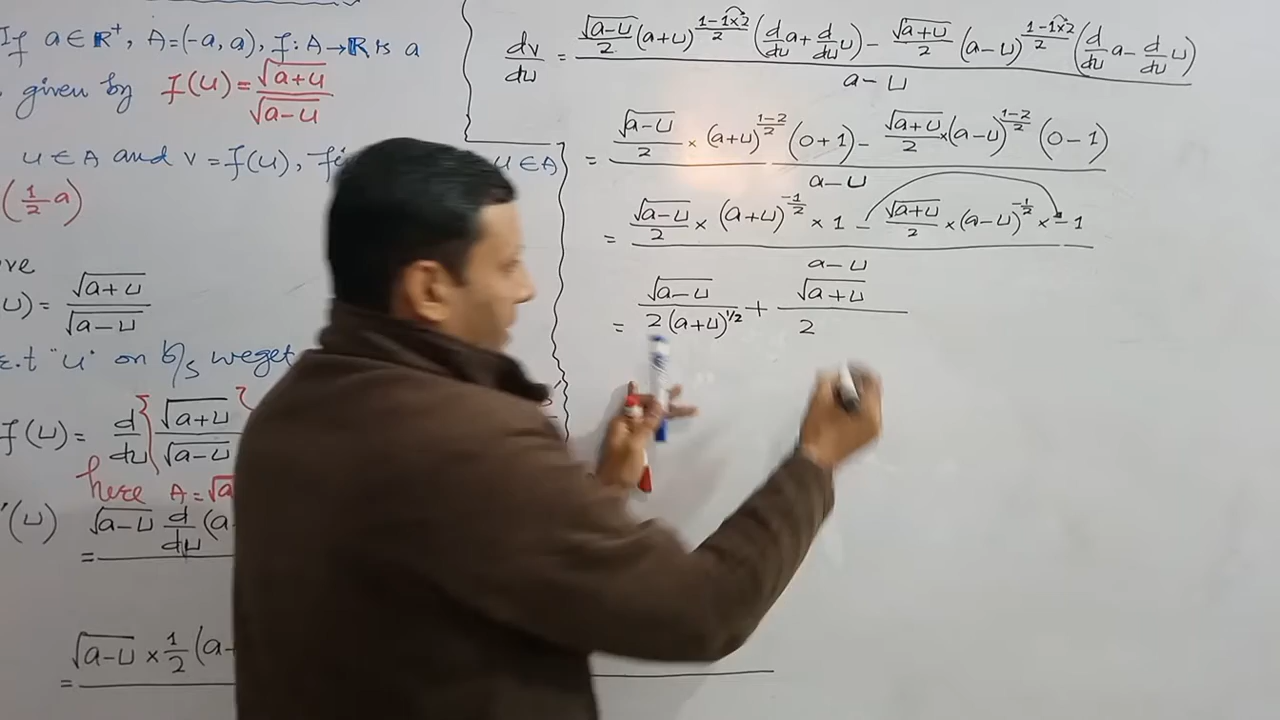 If a ∈ R⁺, A=(-a, a), f: A→R is a
given by f(u) = √(a+u) / √(a-u)
u ∈ A and v = f(u), u ∈ A)
(1/2 a)
u) = √(a+u) / √(a-u)
r.t "u" on b/s we get
f(u) = d/du { √(a+u) / √(a-u)
here A = √a
'(u) = √(a-u) d/du (a
= √(a-u) × 1/2 (a+
dv/du = [√(a-u)/2 (a+u)^((1-1×2)/2) (d/du a + d/du u) - √(a+u)/2 (a-u)^((1-1×2)/2) (d/du a - d/du u)] / a-u
= [√(a-u)/2 × (a+u)^((1-2)/2) (0+1) - √(a+u)/2 × (a-u)^((1-2)/2) (0-1)] / a-u
= [√(a-u)/2 × (a+u)^(-1/2) × 1 - √(a+u)/2 × (a-u)^(-1/2) × -1] / a-u
= √(a-u) / 2(a+u)^1/2 + √(a+u) / 2